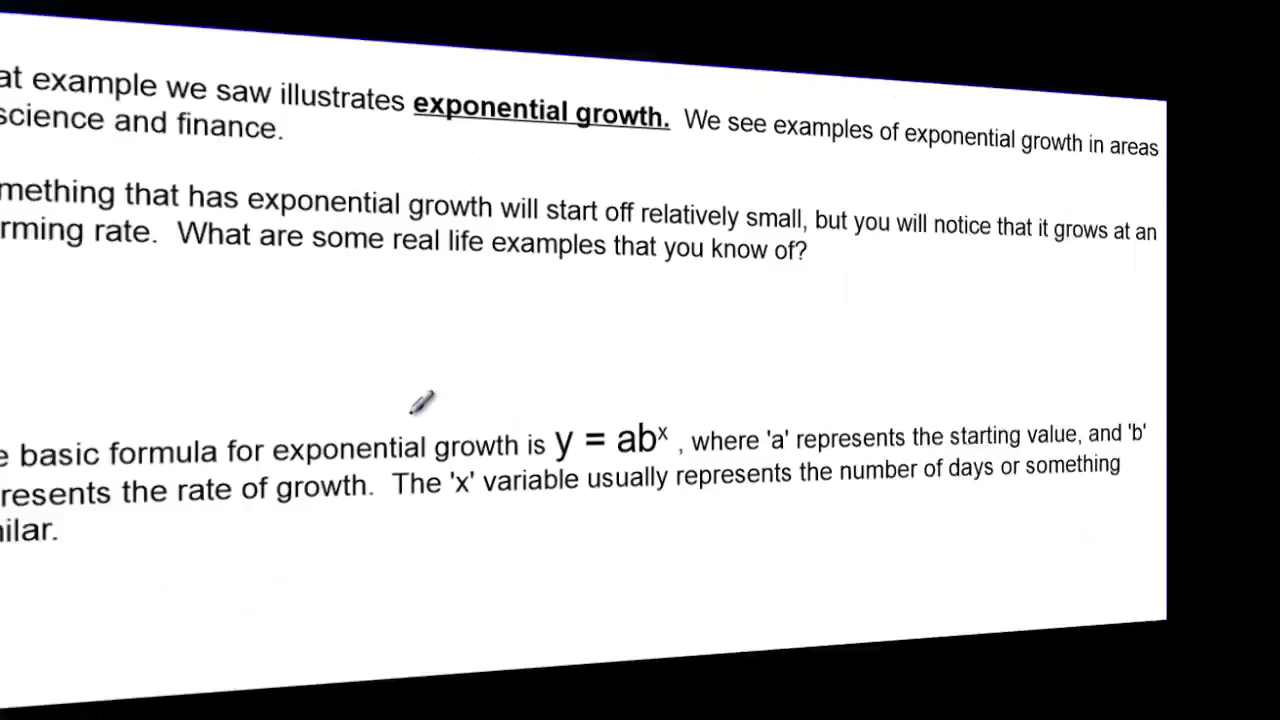 at example we saw illustrates exponential growth. We see examples of exponential growth in areas
science and finance.
mething that has exponential growth will start off relatively small, but you will notice that it grows at an
rming rate. What are some real life examples that you know of?
e basic formula for exponential growth is y = abˣ , where 'a' represents the starting value, and 'b'
resents the rate of growth. The 'x' variable usually represents the number of days or something
ilar.